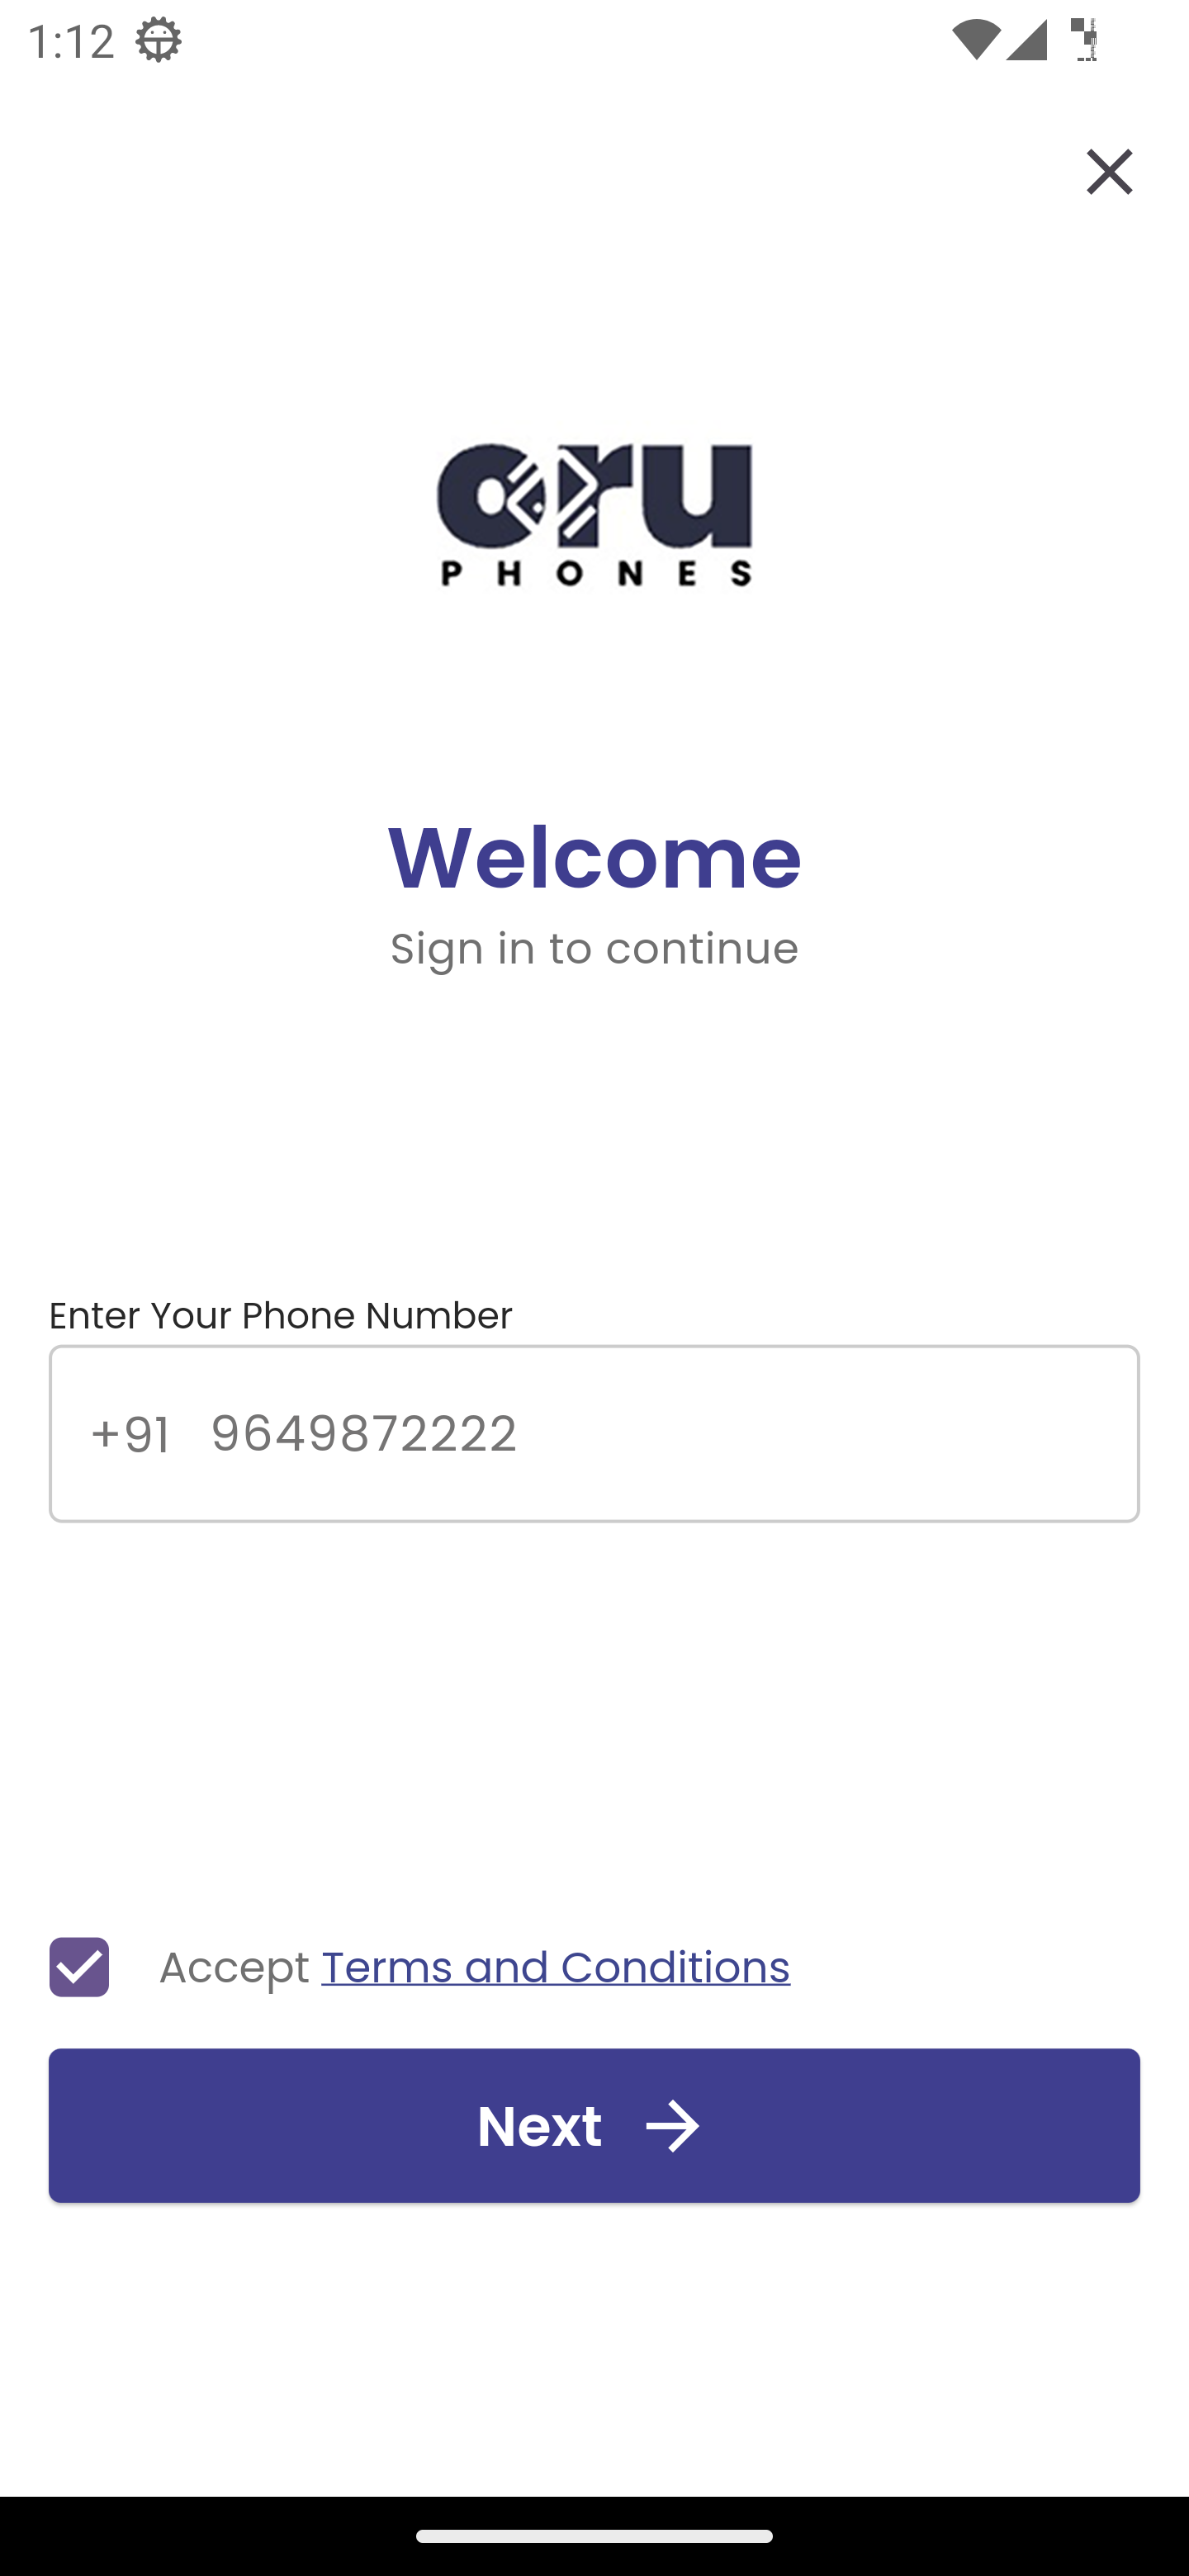 1:12
oru
PHONES
Welcome
Sign in to continue
Enter Your Phone Number
+91 9649872222
Accept Terms and Conditions
Next